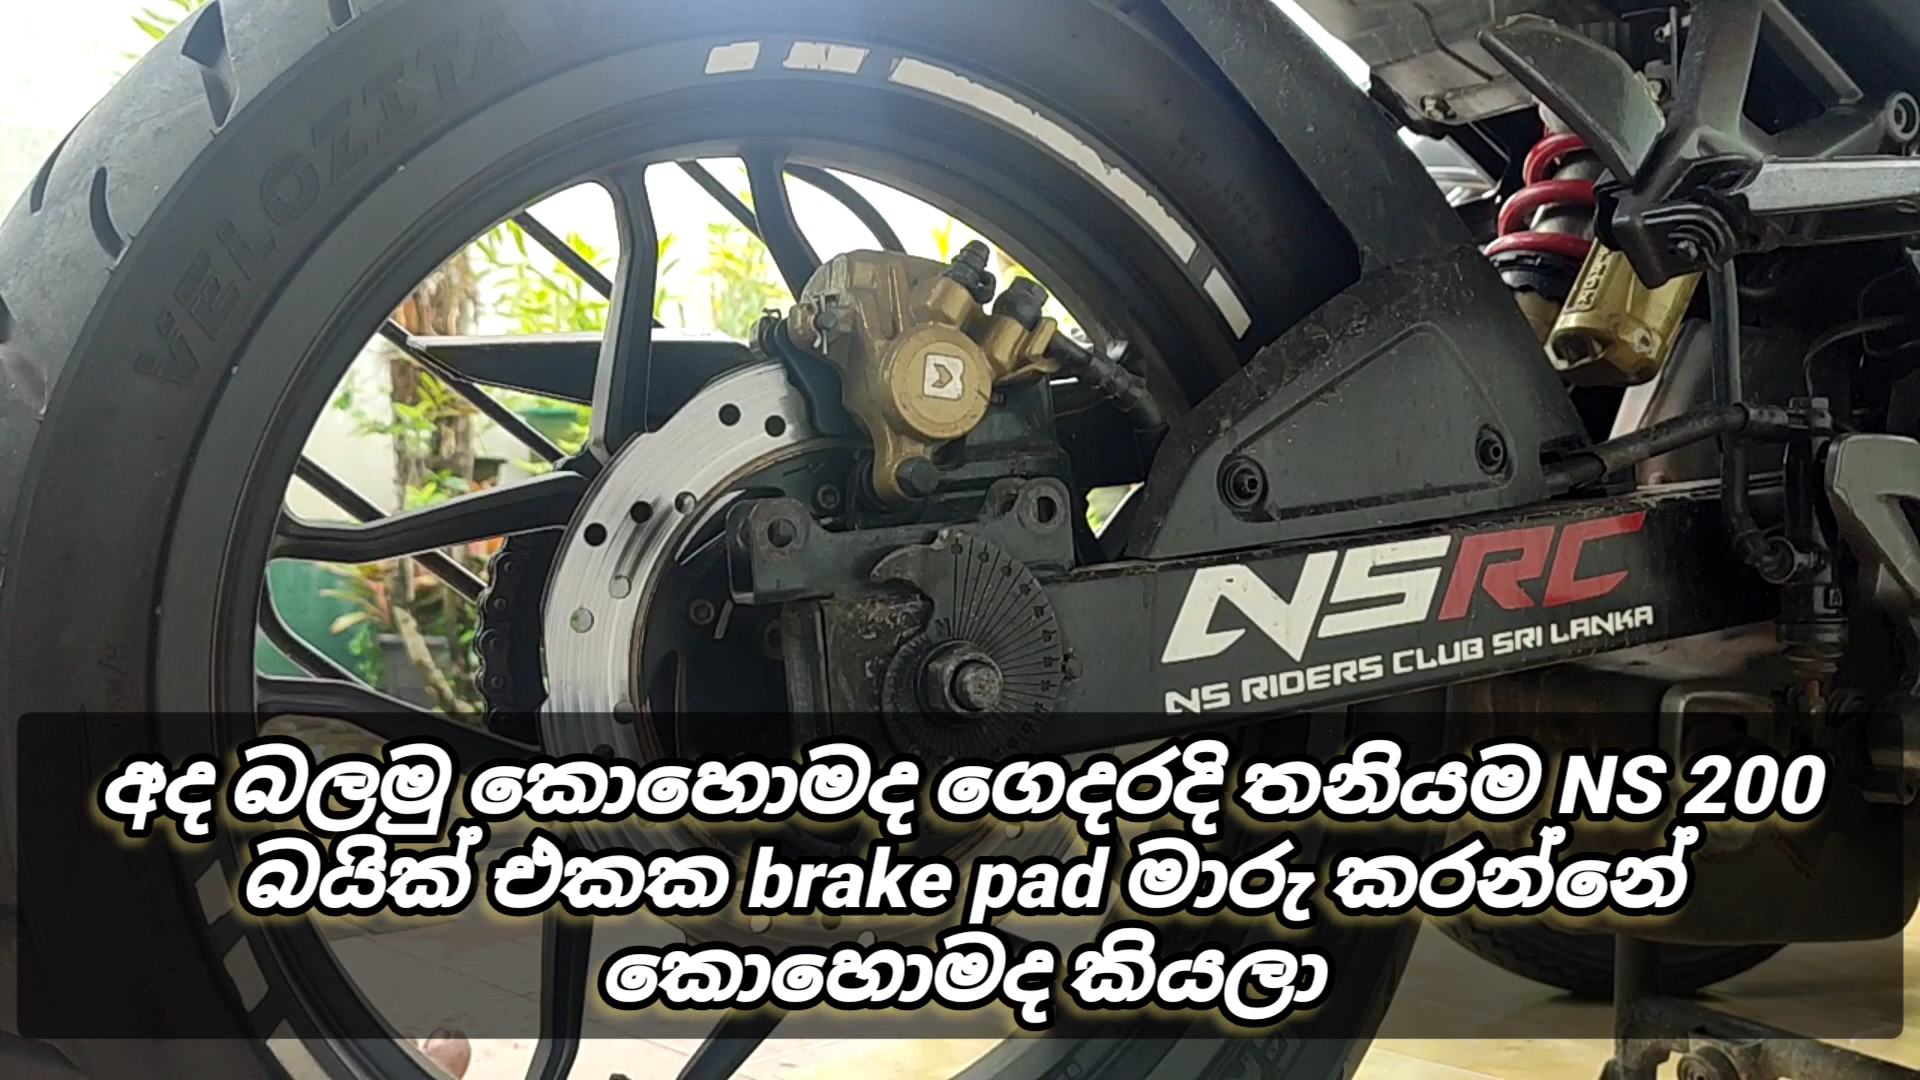 VELOZITA
NSRC
NS RIDERS CLUB SRI LANKA
අද බලමු කොහොමද ගෙදරදි තනියම NS 200
බයික් එකක brake pad මාරු කරන්නේ
කොහොමද කියලා